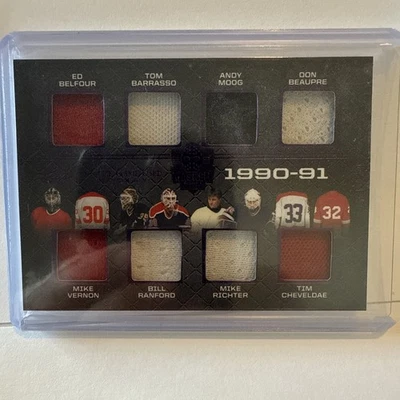 ED
BELFOUR
TOM
BARRASSO
ANDY
MOOG
DON
BEAUPRE
1990-91
30
33
32
MIKE
VERNON
BILL
RANFORD
MIKE
RICHTER
TIM
CHEVELDAE